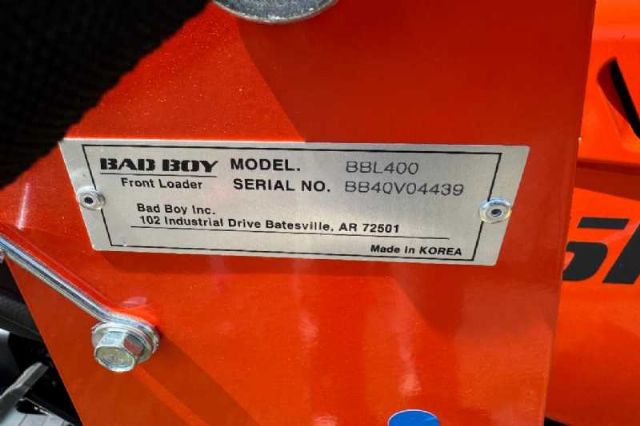 BAD BOY MODEL. BBL400
Front Loader SERIAL NO. BB40V04439
Bad Boy Inc.
102 Industrial Drive Batesville, AR 72501
Made in KOREA